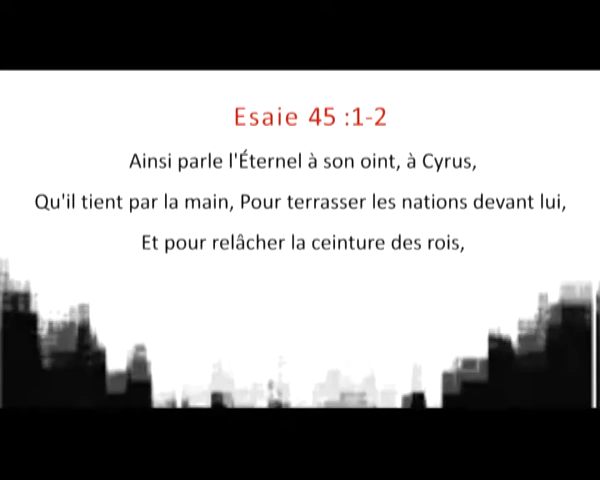 Esaie 45 :1-2
Ainsi parle l'Éternel à son oint, à Cyrus,
Qu'il tient par la main, Pour terrasser les nations devant lui,
Et pour relâcher la ceinture des rois,